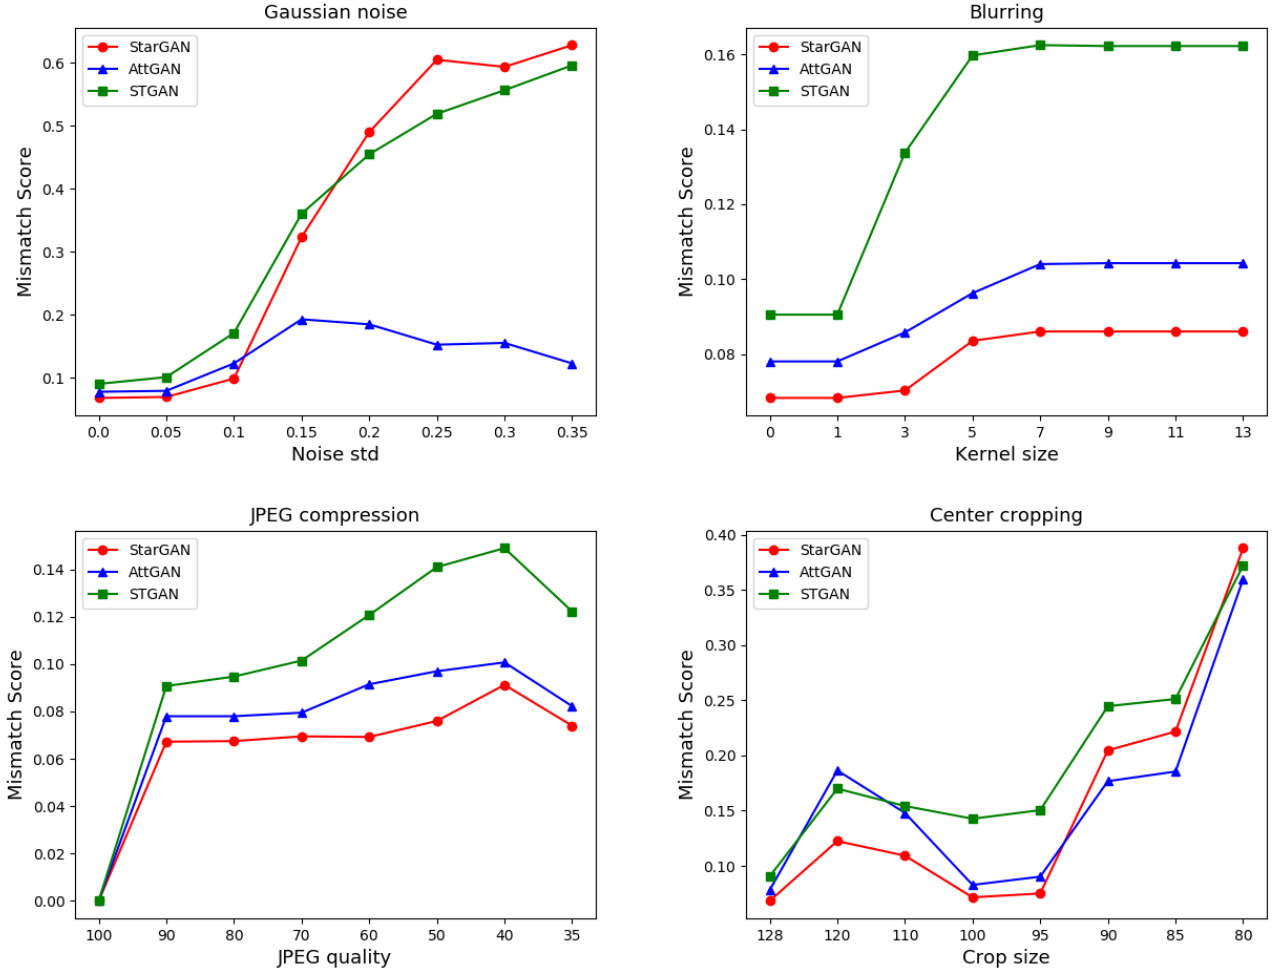 Gaussian noise
StarGAN
AttGAN
STGAN
Mismatch Score
0.6
0.5
0.4
0.3
0.2
0.1
0.0 0.05 0.1 0.15 0.2 0.25 0.3 0.35
Noise std
Blurring
StarGAN
AttGAN
STGAN
Mismatch Score
0.16
0.14
0.12
0.10
0.08
0 1 3 5 7 9 11 13
Kernel size
JPEG compression
StarGAN
AttGAN
STGAN
Mismatch Score
0.14
0.12
0.10
0.08
0.06
0.04
0.02
0.00
100 90 80 70 60 50 40 35
JPEG quality
Center cropping
StarGAN
AttGAN
STGAN
Mismatch Score
0.40
0.35
0.30
0.25
0.20
0.15
0.10
128 120 110 100 95 90 85 80
Crop size